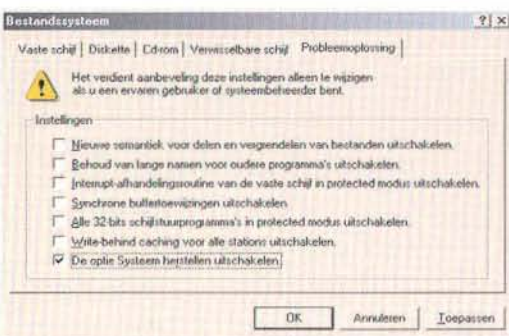 Bestandssysteem
Vaste schijf Diskette Cd-rom Verwisselbare schijf Probleemoplossing
Het verdient aanbeveling deze instellingen alleen te wijzigen
als u een ervaren gebruiker of systeembeheerder bent.
Instellingen
Nieuwe semantiek voor delen en vergrendelen van bestanden uitschakelen.
Behoud van lange namen voor oudere programma's uitschakelen.
Interrupt-afhandelingsroutine van de vaste schijf in protected modus uitschakelen.
Synchrone buffertoewijzingen uitschakelen.
Alle 32-bits schijfstuurprogramma's in protected modus uitschakelen.
Write-behind caching voor alle stations uitschakelen.
De optie Systeem herstellen uitschakelen.
OK Annuleren Toepassen